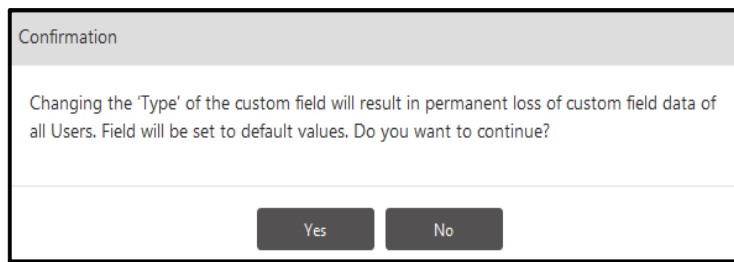 Confirmation
Changing the ‘Type’ of the custom field will result in permanent loss of custom field data of
all Users. Field will be set to default values. Do you want to continue?
Yes
No